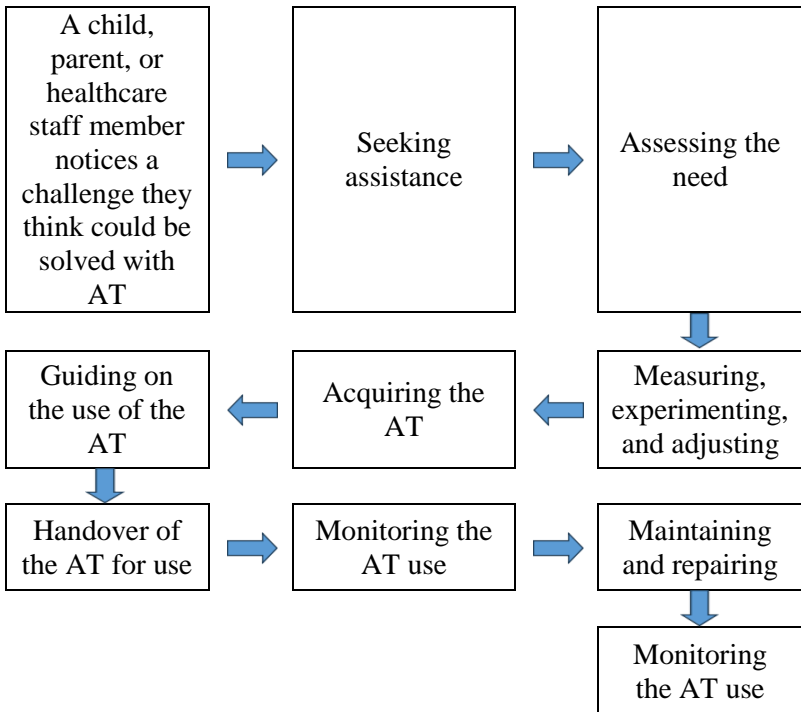 A child,
parent, or
healthcare
staff member
notices a
challenge they
think could be
solved with
AT
Seeking
assistance
Assessing the
need
Measuring,
experimenting,
and adjusting
Acquiring the
AT
Guiding on
the use of the
AT
Handover of
the AT for use
Monitoring the
AT use
Maintaining
and repairing
Monitoring
the AT use